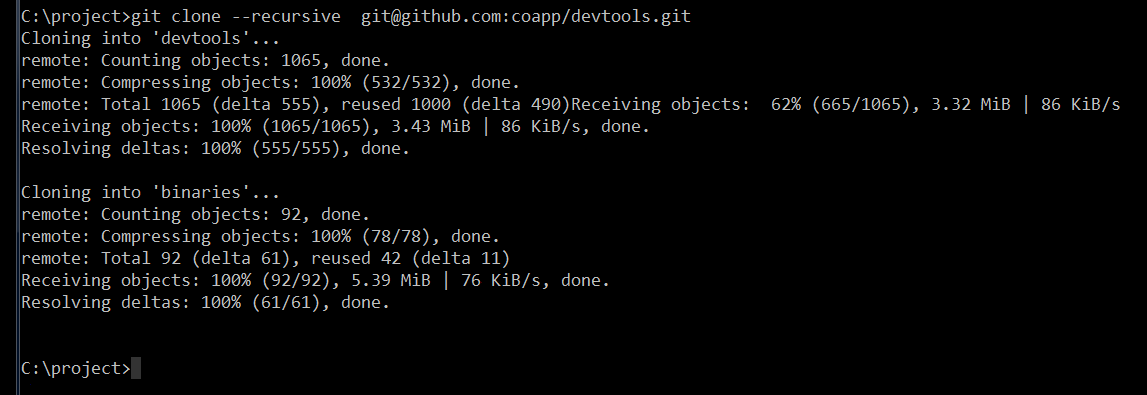 C:\project>git clone --recursive  git@github.com:coapp/devtools.git
Cloning into 'devtools'...
remote: Counting objects: 1065, done.
remote: Compressing objects: 100% (532/532), done.
remote: Total 1065 (delta 555), reused 1000 (delta 490)Receiving objects:  62% (665/1065), 3.32 MiB | 86 KiB/s
Receiving objects: 100% (1065/1065), 3.43 MiB | 86 KiB/s, done.
Resolving deltas: 100% (555/555), done.
Cloning into 'binaries'...
remote: Counting objects: 92, done.
remote: Compressing objects: 100% (78/78), done.
remote: Total 92 (delta 61), reused 42 (delta 11)
Receiving objects: 100% (92/92), 5.39 MiB | 76 KiB/s, done.
Resolving deltas: 100% (61/61), done.
C:\project>